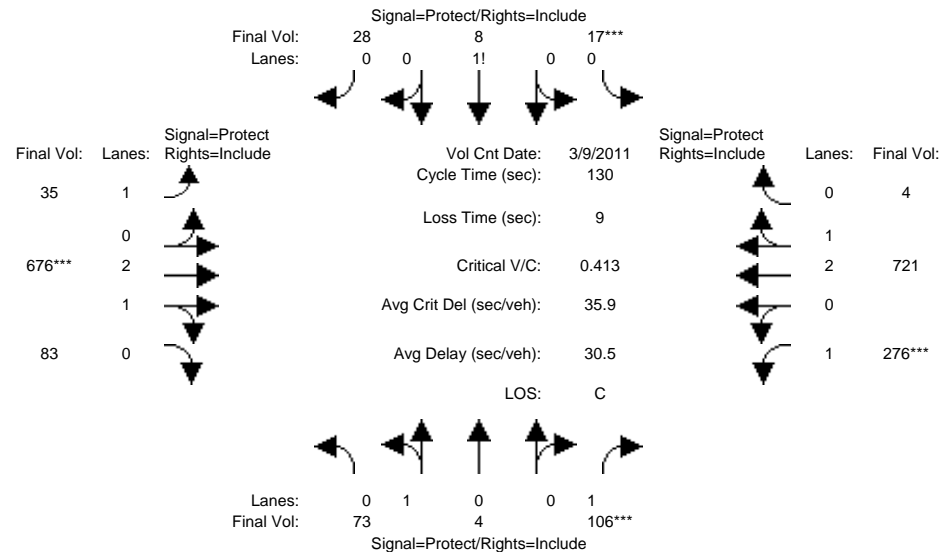 Signal=Protect/Rights=Include
Final Vol: 28 8 17***
Lanes: 0 0 1! 0 0
Signal=Protect Signal=Protect
Final Vol: Lanes: Rights=Include Vol Cnt Date: 3/9/2011 Rights=Include Lanes: Final Vol:
Cycle Time (sec): 130
35 1 0 4
Loss Time (sec): 9
0 1
676*** 2 Critical V/C: 0.413 2 721
1 Avg Crit Del (sec/veh): 35.9 0
83 0 Avg Delay (sec/veh): 30.5 1 276***
LOS: C
Lanes: 0 1 0 0 1
Final Vol: 73 4 106***
Signal=Protect/Rights=Include